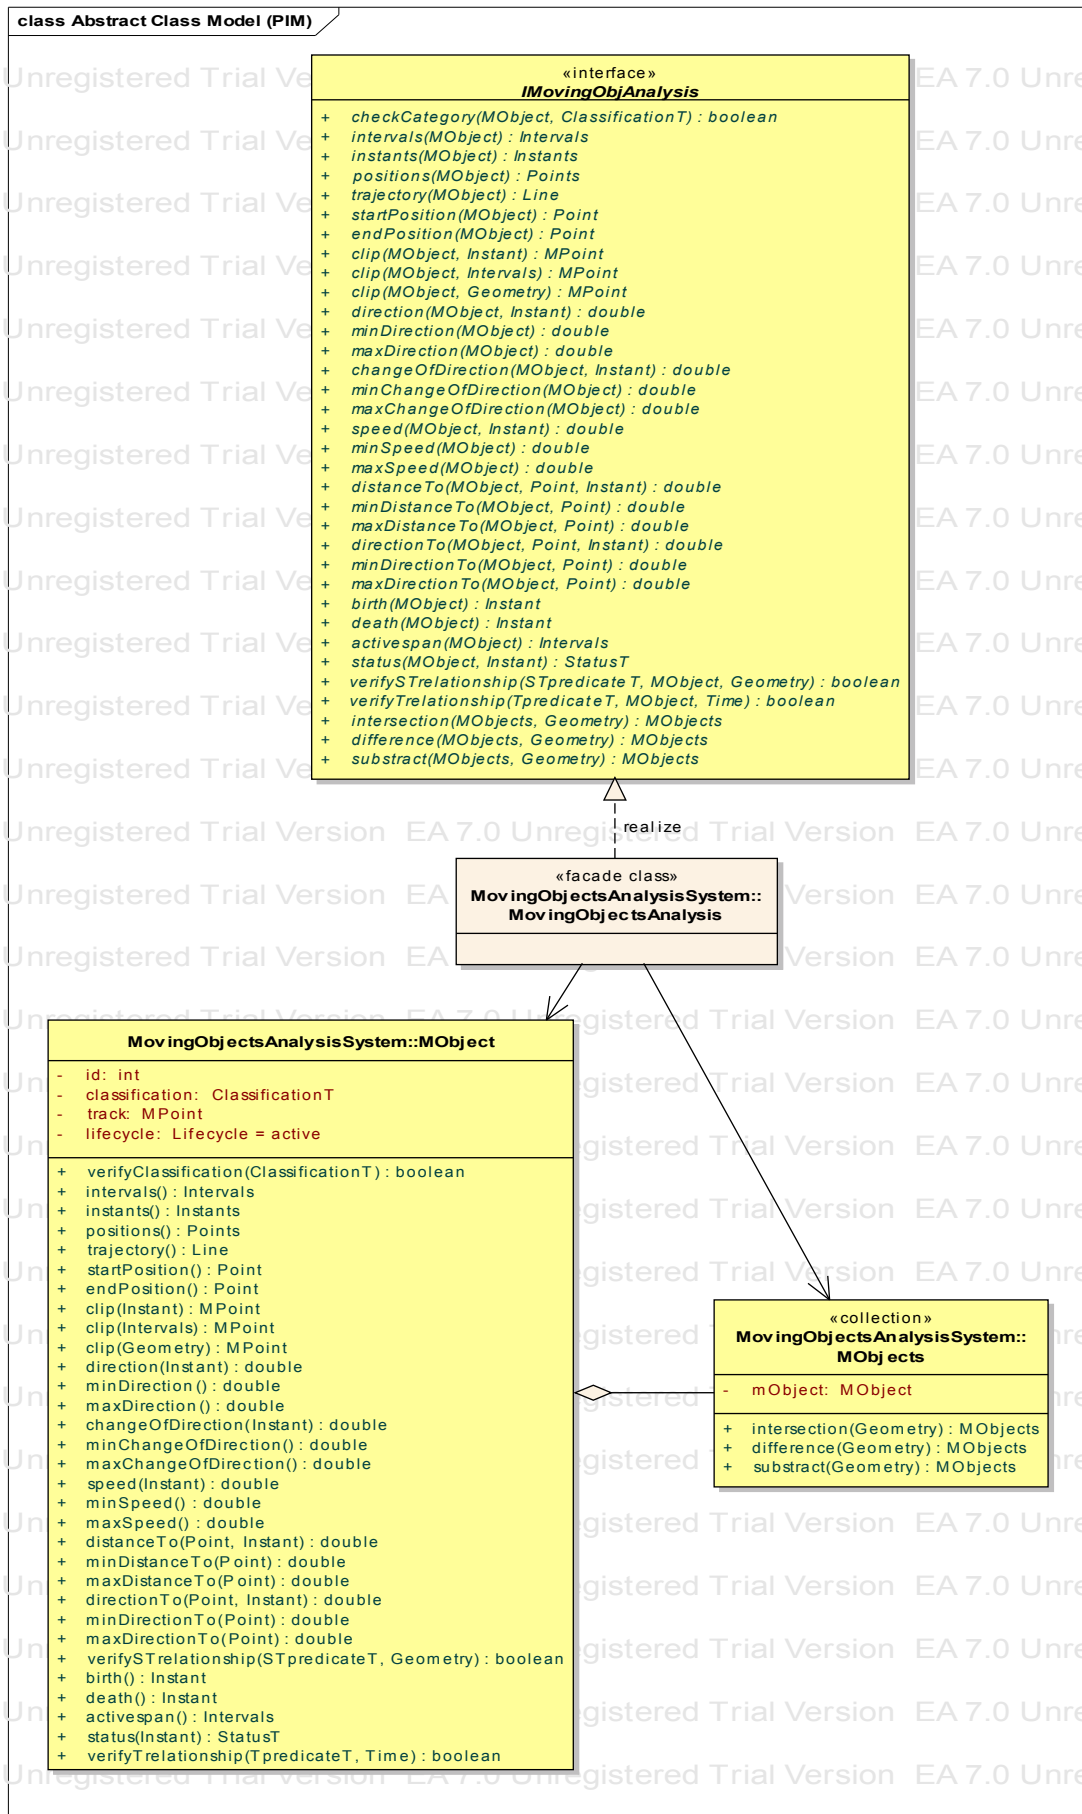 class Abstract Class Model (PIM)
«interface»
IMovingObjAnalysis
+ checkCategory(MObject, ClassificationT) : boolean
+ intervals(MObject) : Intervals
+ instants(MObject) : Instants
+ positions(MObject) : Points
+ trajectory(MObject) : Line
+ startPosition(MObject) : Point
+ endPosition(MObject) : Point
+ clip(MObject, Instant) : MPoint
+ clip(MObject, Intervals) : MPoint
+ clip(MObject, Geometry) : MPoint
+ direction(MObject, Instant) : double
+ minDirection(MObject) : double
+ maxDirection(MObject) : double
+ changeOfDirection(MObject, Instant) : double
+ minChangeOfDirection(MObject) : double
+ maxChangeOfDirection(MObject) : double
+ speed(MObject, Instant) : double
+ minSpeed(MObject) : double
+ maxSpeed(MObject) : double
+ distanceTo(MObject, Point, Instant) : double
+ minDistanceTo(MObject, Point) : double
+ maxDistanceTo(MObject, Point) : double
+ directionTo(MObject, Point, Instant) : double
+ minDirectionTo(MObject, Point) : double
+ maxDirectionTo(MObject, Point) : double
+ birth(MObject) : Instant
+ death(MObject) : Instant
+ activespan(MObject) : Intervals
+ status(MObject, Instant) : StatusT
+ verifySTrelationship(STpredicateT, MObject, Geometry) : boolean
+ verifyTrelationship(TpredicateT, MObject, Time) : boolean
+ intersection(MObjects, Geometry) : MObjects
+ difference(MObjects, Geometry) : MObjects
+ substract(MObjects, Geometry) : MObjects
realize
«facade class»
MovingObjectsAnalysisSystem::
MovingObjectsAnalysis
MovingObjectsAnalysisSystem::MObject
- id: int
- classification: ClassificationT
- track: MPoint
- lifecycle: Lifecycle = active
+ verifyClassification(ClassificationT) : boolean
+ intervals() : Intervals
+ instants() : Instants
+ positions() : Points
+ trajectory() : Line
+ startPosition() : Point
+ endPosition() : Point
+ clip(Instant) : MPoint
+ clip(Intervals) : MPoint
+ clip(Geometry) : MPoint
+ direction(Instant) : double
+ minDirection() : double
+ maxDirection() : double
+ changeOfDirection(Instant) : double
+ minChangeOfDirection() : double
+ maxChangeOfDirection() : double
+ speed(Instant) : double
+ minSpeed() : double
+ maxSpeed() : double
+ distanceTo(Point, Instant) : double
+ minDistanceTo(Point) : double
+ maxDistanceTo(Point) : double
+ directionTo(Point, Instant) : double
+ minDirectionTo(Point) : double
+ maxDirectionTo(Point) : double
+ verifySTrelationship(STpredicateT, Geometry) : boolean
+ birth() : Instant
+ death() : Instant
+ activespan() : Intervals
+ status(Instant) : StatusT
+ verifyTrelationship(TpredicateT, Time) : boolean
«collection»
MovingObjectsAnalysisSystem::
MObjects
- mObject: MObject
+ intersection(Geometry) : MObjects
+ difference(Geometry) : MObjects
+ substract(Geometry) : MObjects